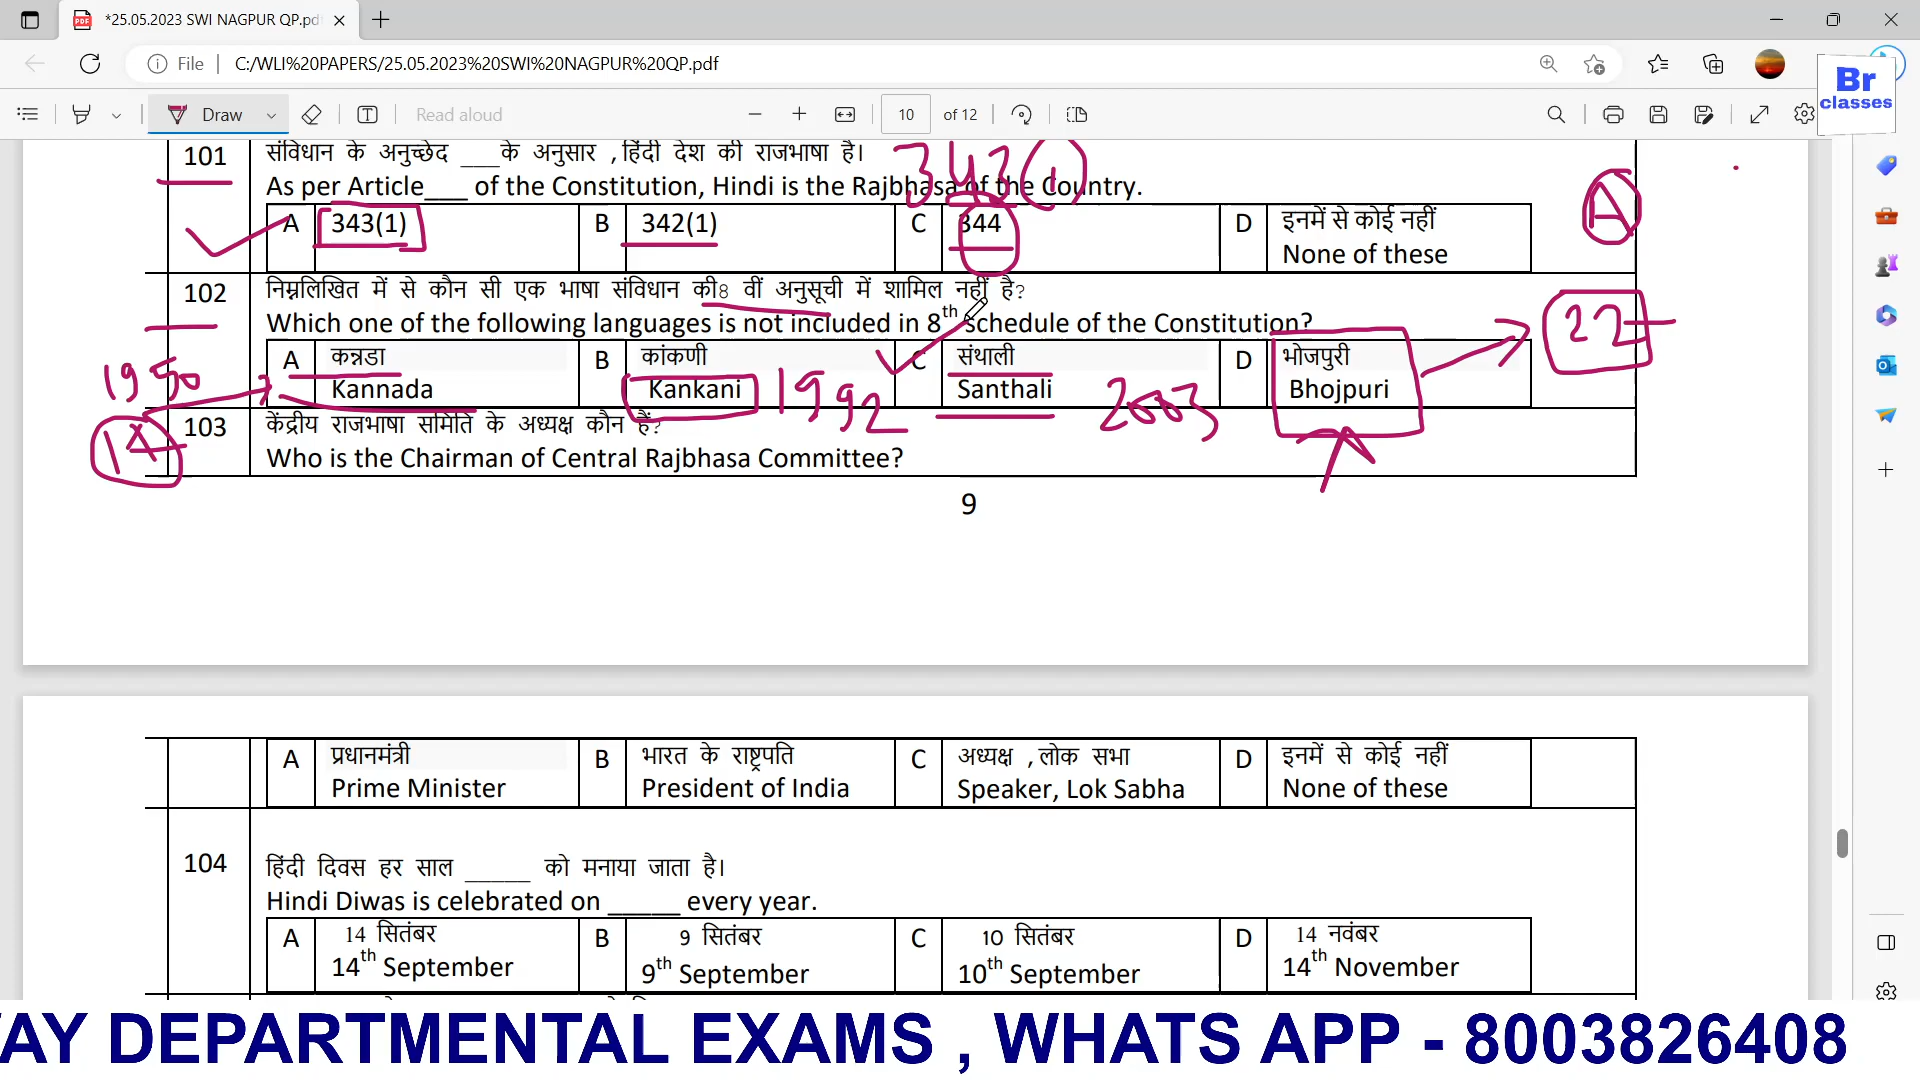 *25.05.2023 SWI NAGPUR QP.pdf
File
C:/WLI%20PAPERS/25.05.2023%20SWI%20NAGPUR%20QP.pdf
Br
classes
Draw
Read aloud
10 of 12
101 संविधान के अनुच्छेद ___के अनुसार ,हिंदी देश की राजभाषा है।
343(1)
As per Article___ of the Constitution, Hindi is the Rajbhasa of the Country.
A
A 343(1) B 342(1) C 344 D इनमें से कोई नहीं
None of these
102 निम्नलिखित में से कौन सी एक भाषा संविधान की8 वीं अनुसूची में शामिल नहीं है?
Which one of the following languages is not included in 8th schedule of the Constitution?
22
A कन्नडा B कांकणी C संथाली D भोजपुरी
Kannada Kankani Santhali Bhojpuri
1950 1992 2003
14
103 केंद्रीय राजभाषा समिति के अध्यक्ष कौन हैं?
Who is the Chairman of Central Rajbhasa Committee?
9
A प्रधानमंत्री B भारत के राष्ट्रपति C अध्यक्ष ,लोक सभा D इनमें से कोई नहीं
Prime Minister President of India Speaker, Lok Sabha None of these
104 हिंदी दिवस हर साल _____ को मनाया जाता है।
Hindi Diwas is celebrated on _____ every year.
A 14 सितंबर B 9 सितंबर C 10 सितंबर D 14 नवंबर
14th September 9th September 10th September 14th November
AY DEPARTMENTAL EXAMS , WHATS APP - 8003826408